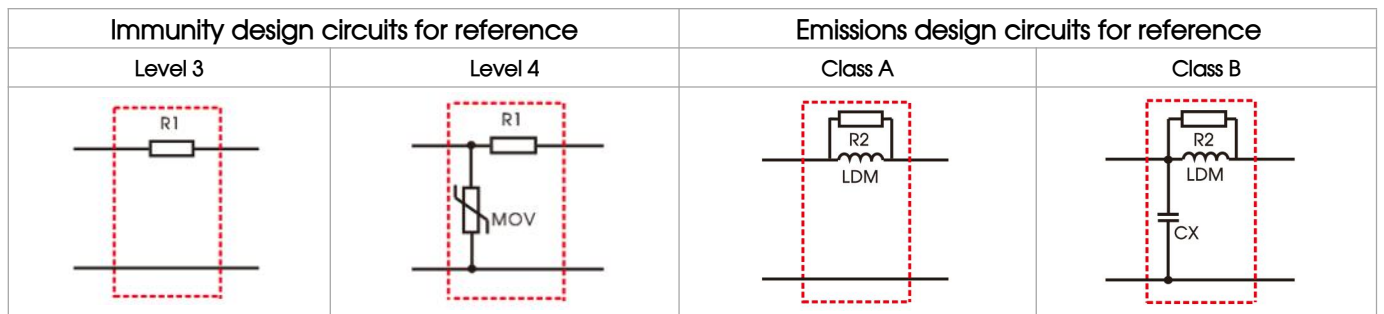 Immunity design circuits for reference
Emissions design circuits for reference
Level 3
Level 4
Class A
Class B
R1
R1
MOV
R2
LDM
R2
LDM
CX